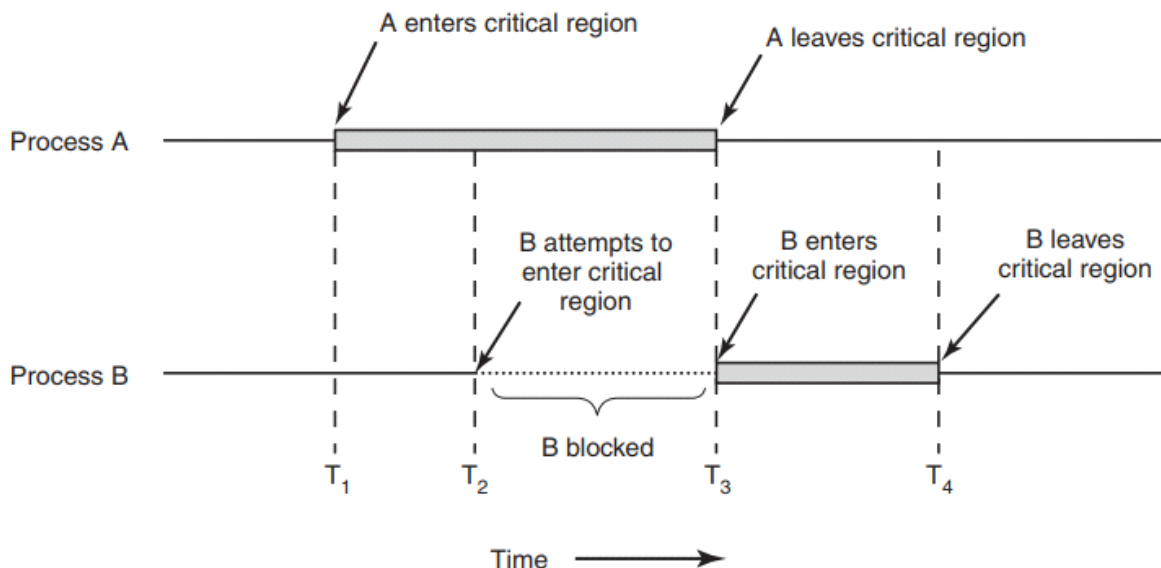 A enters critical region
A leaves critical region
Process A
B attempts to
enter critical
region
B enters
critical region
B leaves
critical region
Process B
B blocked
T1
T2
T3
T4
Time